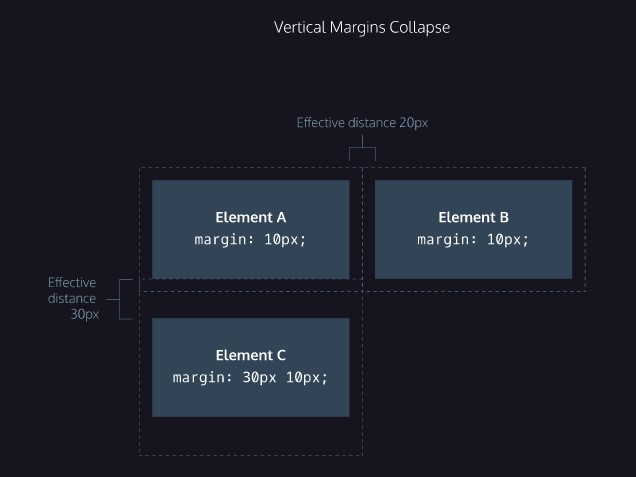 Vertical Margins Collapse
Effective distance 20px
Element A
margin: 10px;
Element B
margin: 10px;
Effective
distance
30px
Element C
margin: 30px 10px;